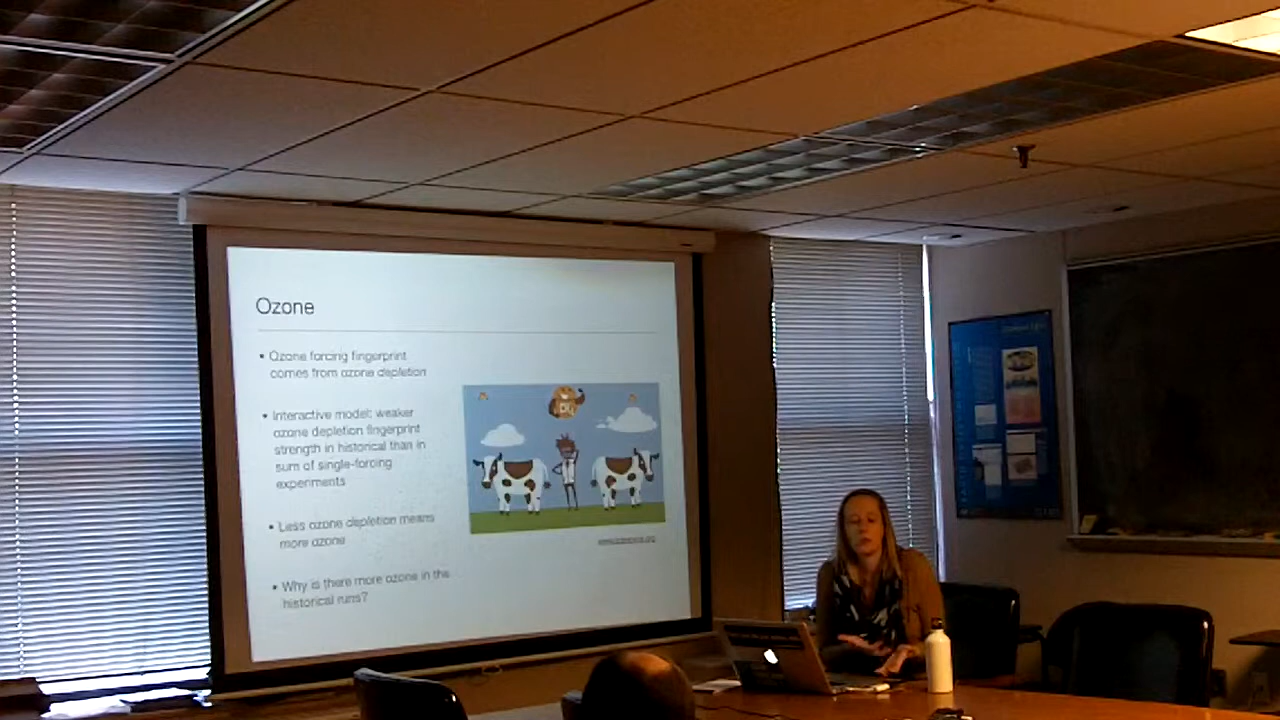 Ozone
• Ozone forcing fingerprint
comes from ozone depletion
• Interactive model: weaker
ozone depletion fingerprint
strength in historical than in
sum of single-forcing
experiments
• Less ozone depletion means
more ozone
• Why is there more ozone in the
historical runs?